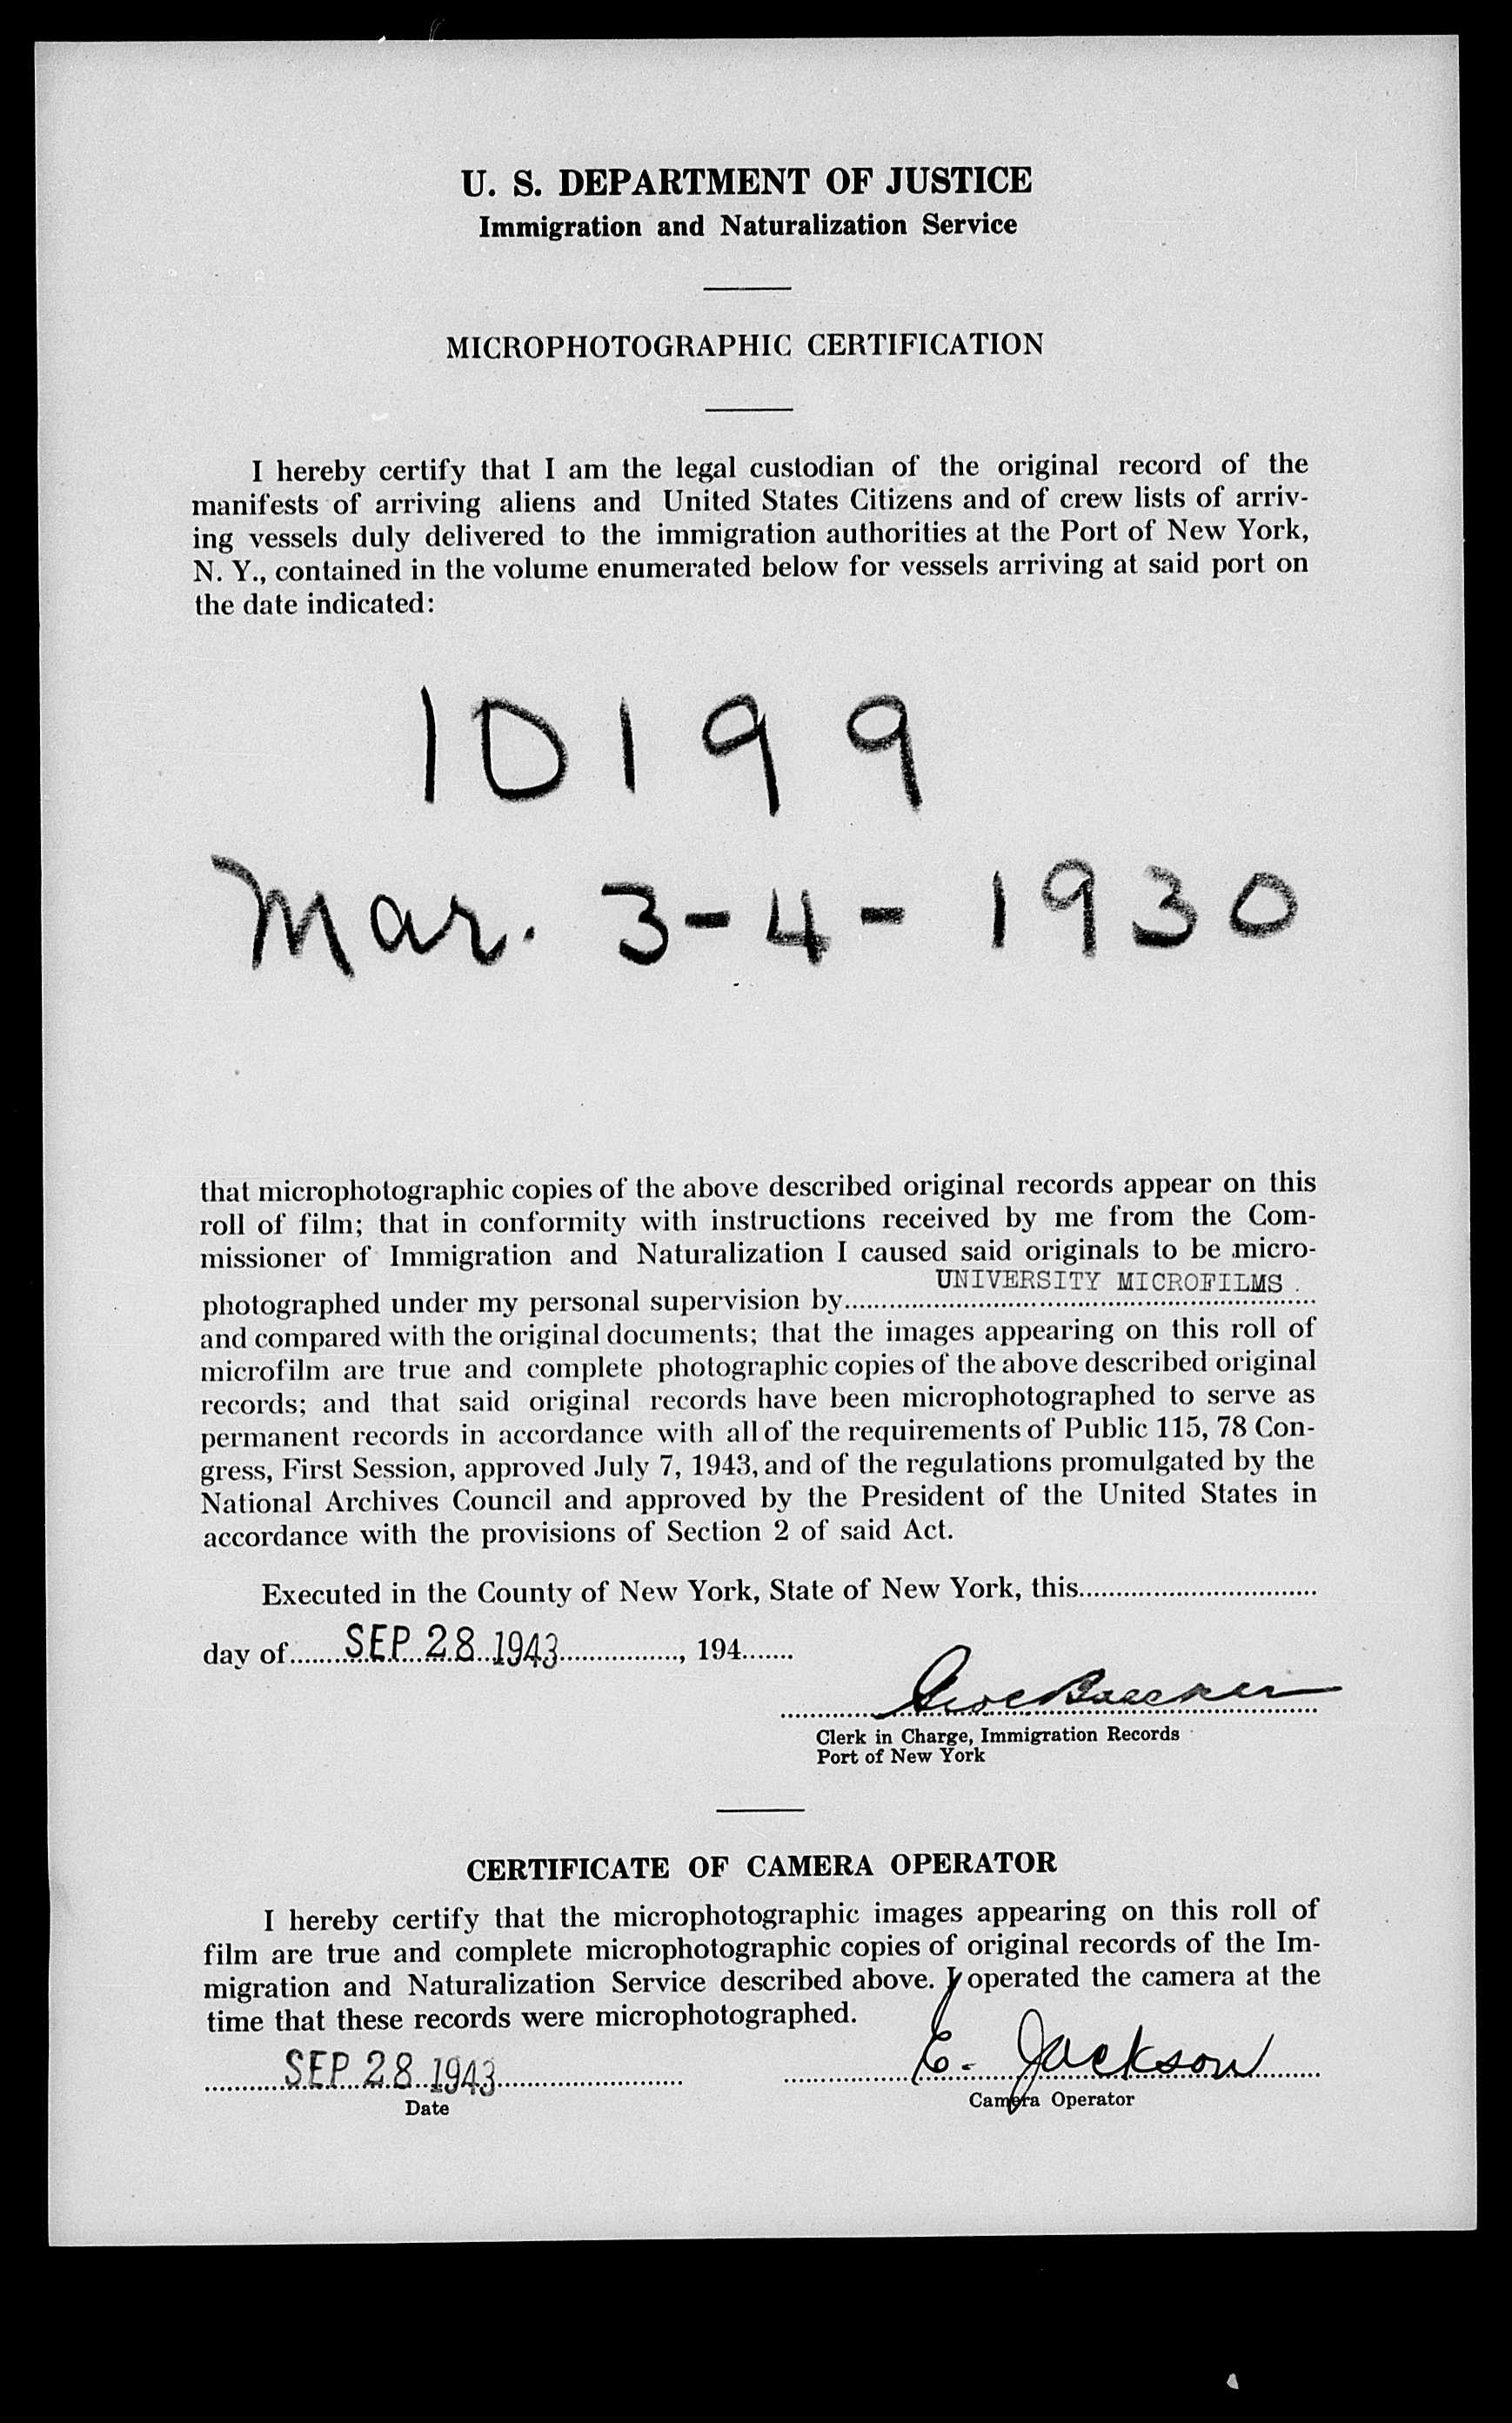 U. S. DEPARTMENT OF JUSTICE
Immigration and Naturalization Service
MICROPHOTOGRAPHIC CERTIFICATION
I hereby certify that I am the legal custodian of the original record of the
manifests of arriving aliens and United States Citizens and of crew lists of arriv-
ing vessels duly delivered to the immigration authorities at the Port of New York,
N. Y., contained in the volume enumerated below for vessels arriving at said port on
the date indicated:
10199
Mar. 3-4-1930
that microphotographic copies of the above described original records appear on this
roll of film; that in conformity with instructions received by me from the Com-
missioner of Immigration and Naturalization I caused said originals to be micro-
photographed under my personal supervision by UNIVERSITY MICROFILMS.
and compared with the original documents; that the images appearing on this roll of
microfilm are true and complete photographic copies of the above described original
records; and that said original records have been microphotographed to serve as
permanent records in accordance with all of the requirements of Public 115, 78 Con-
gress, First Session, approved July 7, 1943, and of the regulations promulgated by the
National Archives Council and approved by the President of the United States in
accordance with the provisions of Section 2 of said Act.
Executed in the County of New York, State of New York, this
day of SEP 28 1943, 194
Clerk in Charge, Immigration Records
Port of New York
CERTIFICATE OF CAMERA OPERATOR
I hereby certify that the microphotographic images appearing on this roll of
film are true and complete microphotographic copies of original records of the Im-
migration and Naturalization Service described above. I operated the camera at the
time that these records were microphotographed.
SEP 28 1943 E. Jackson
Date Camera Operator